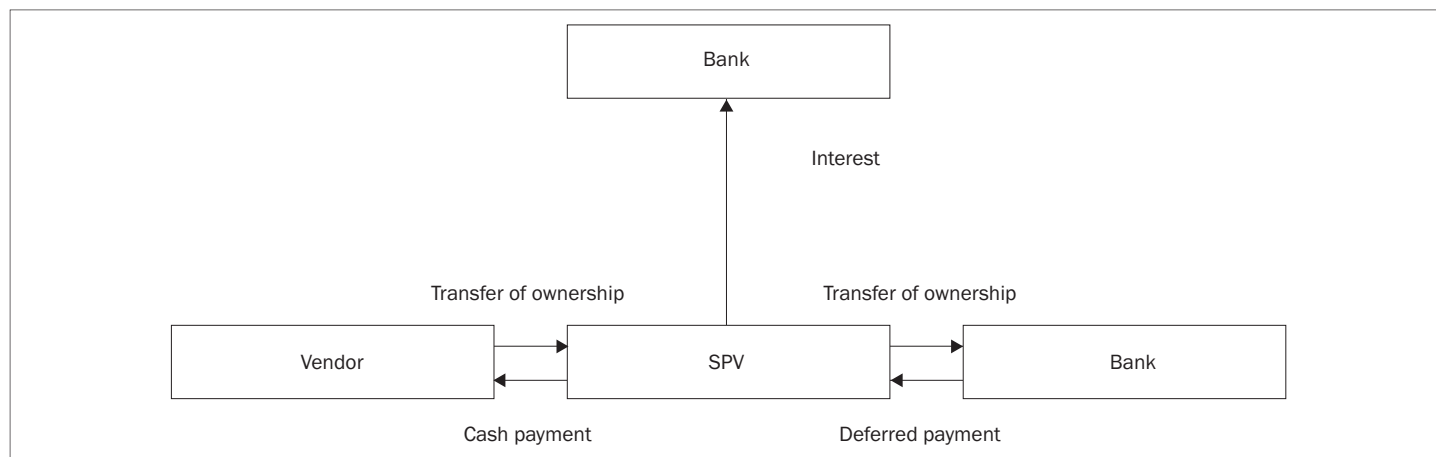 Bank
Interest
Transfer of ownership
Transfer of ownership
Vendor
SPV
Bank
Cash payment
Deferred payment